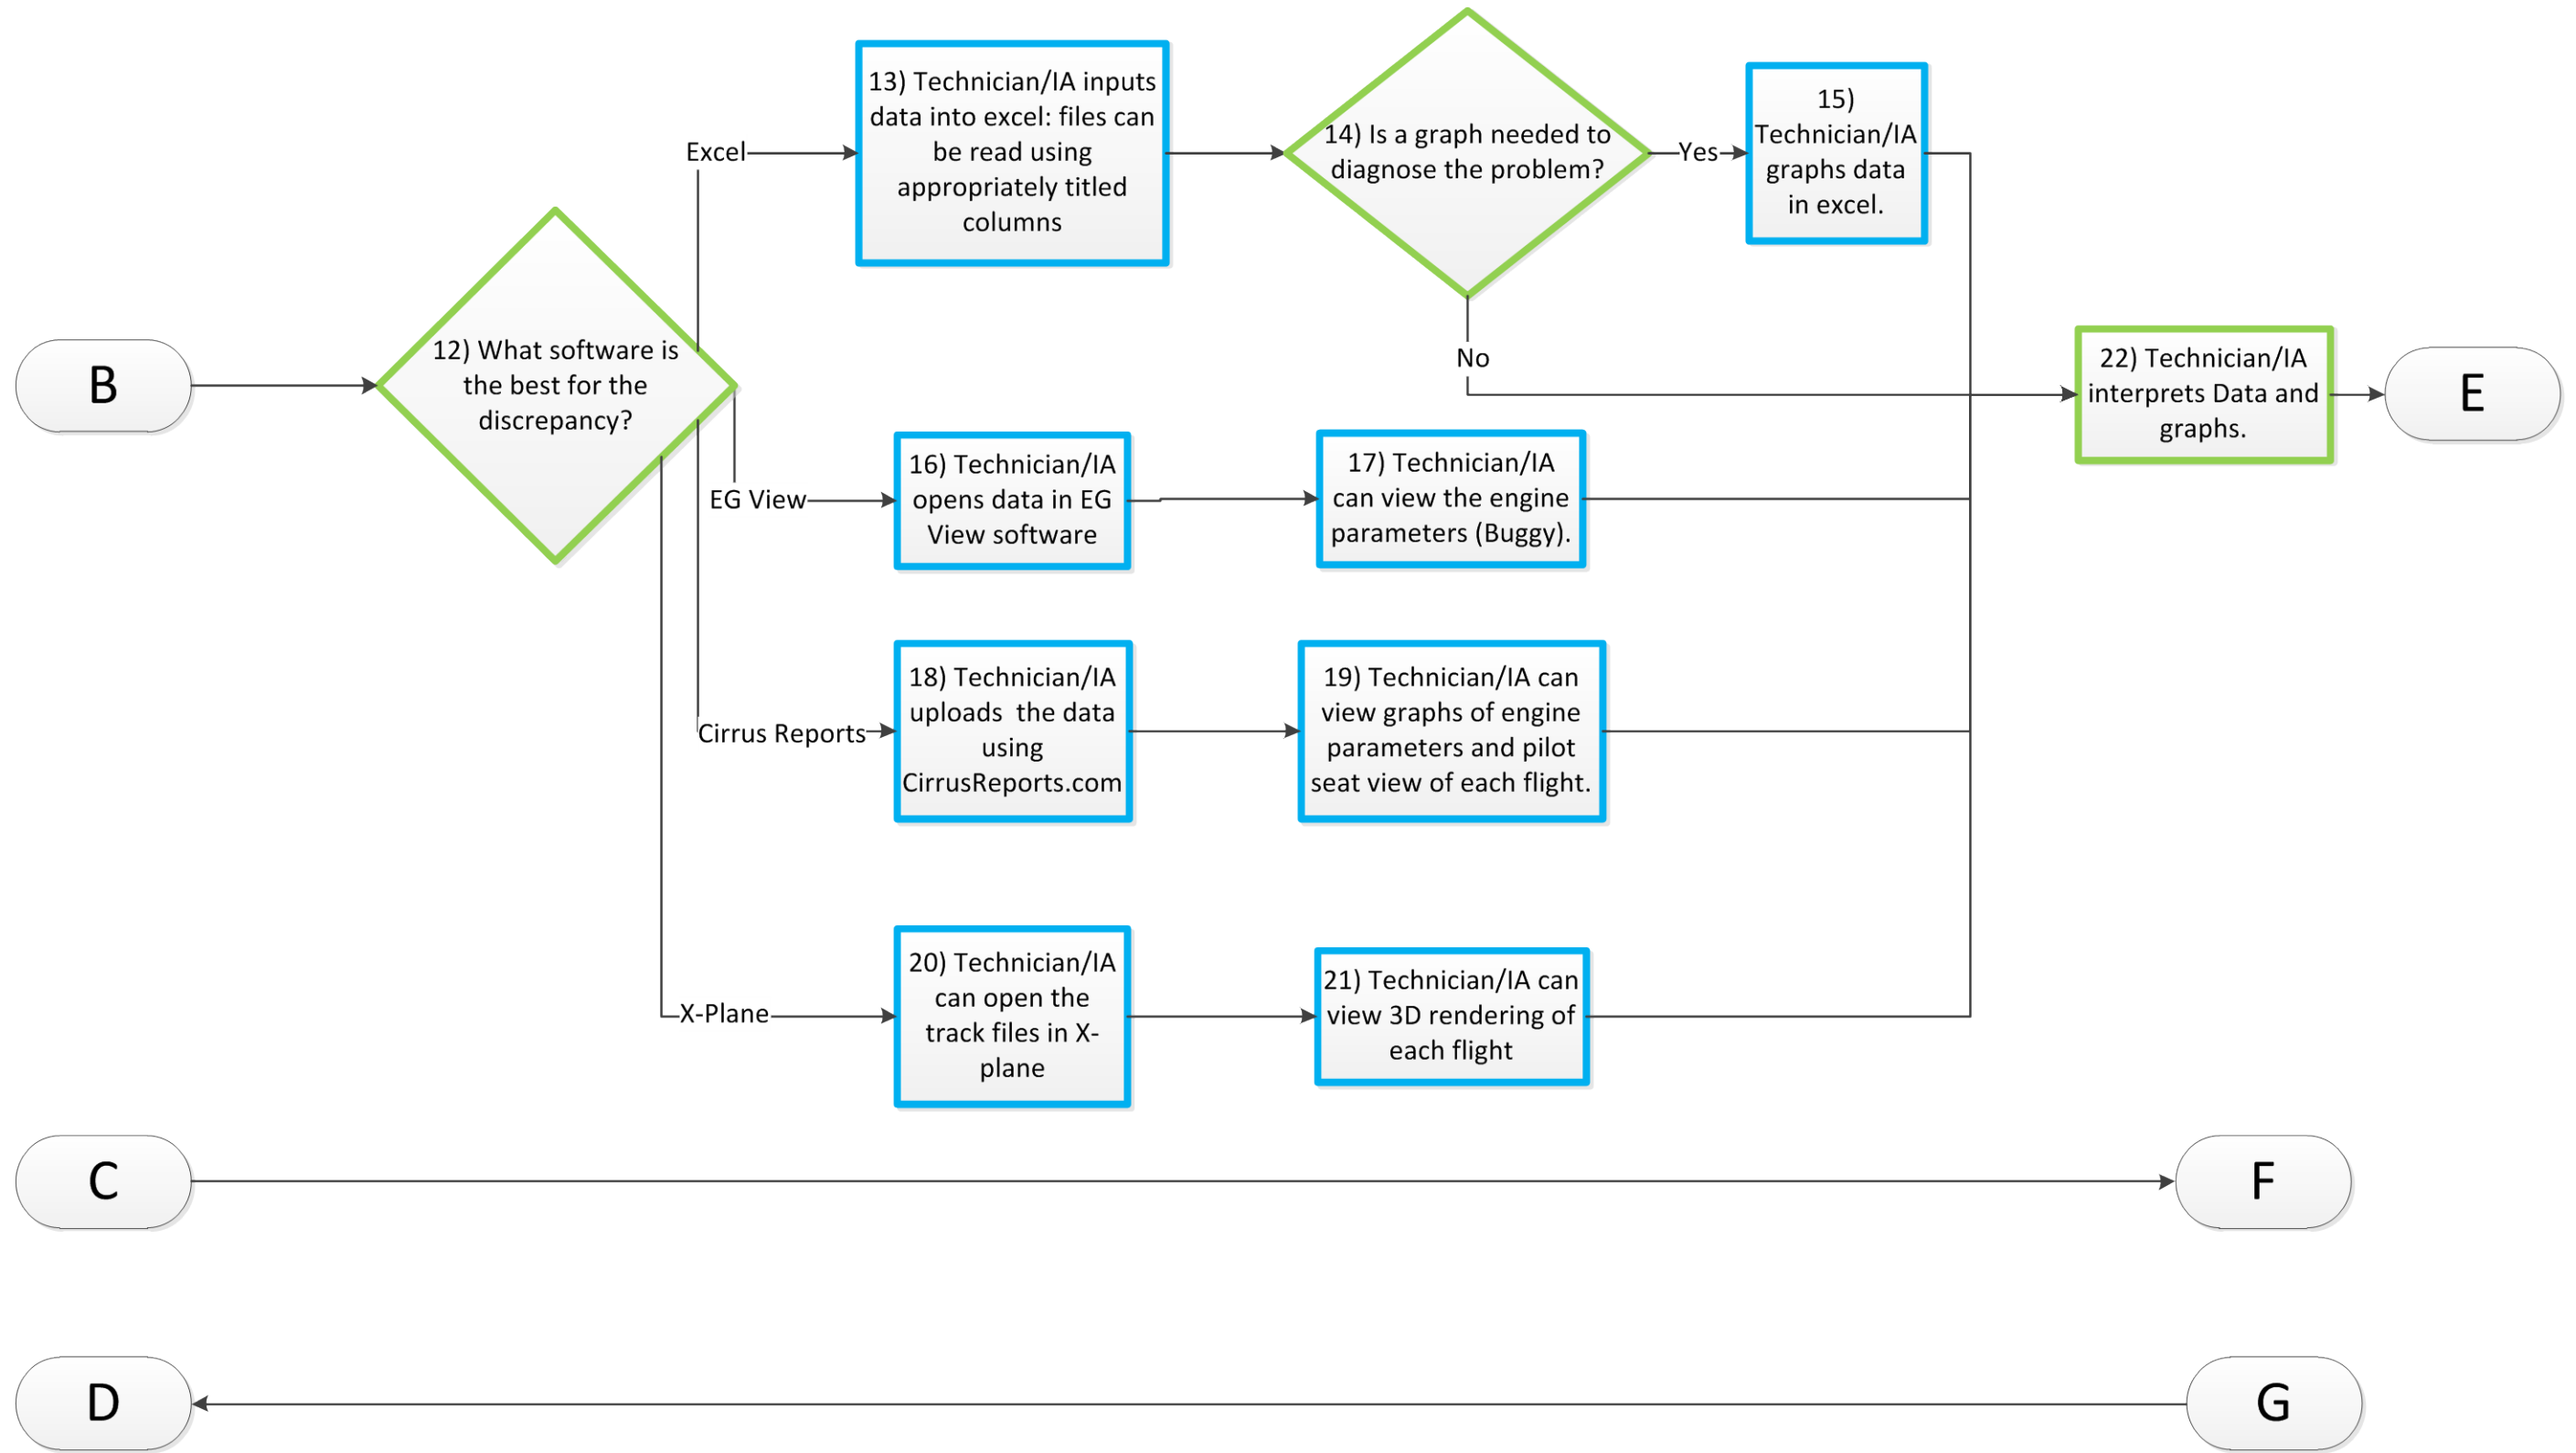 B
12) What software is
the best for the
discrepancy?
Excel
13) Technician/IA inputs
data into excel: files can
be read using
appropriately titled
columns
14) Is a graph needed to
diagnose the problem?
Yes
15)
Technician/IA
graphs data
in excel.
No
EG View
16) Technician/IA
opens data in EG
View software
17) Technician/IA
can view the engine
parameters (Buggy).
Cirrus Reports
18) Technician/IA
uploads  the data
using
CirrusReports.com
19) Technician/IA can
view graphs of engine
parameters and pilot
seat view of each flight.
X-Plane
20) Technician/IA
can open the
track files in X-
plane
21) Technician/IA can
view 3D rendering of
each flight
22) Technician/IA
interprets Data and
graphs.
E
C
F
D
G